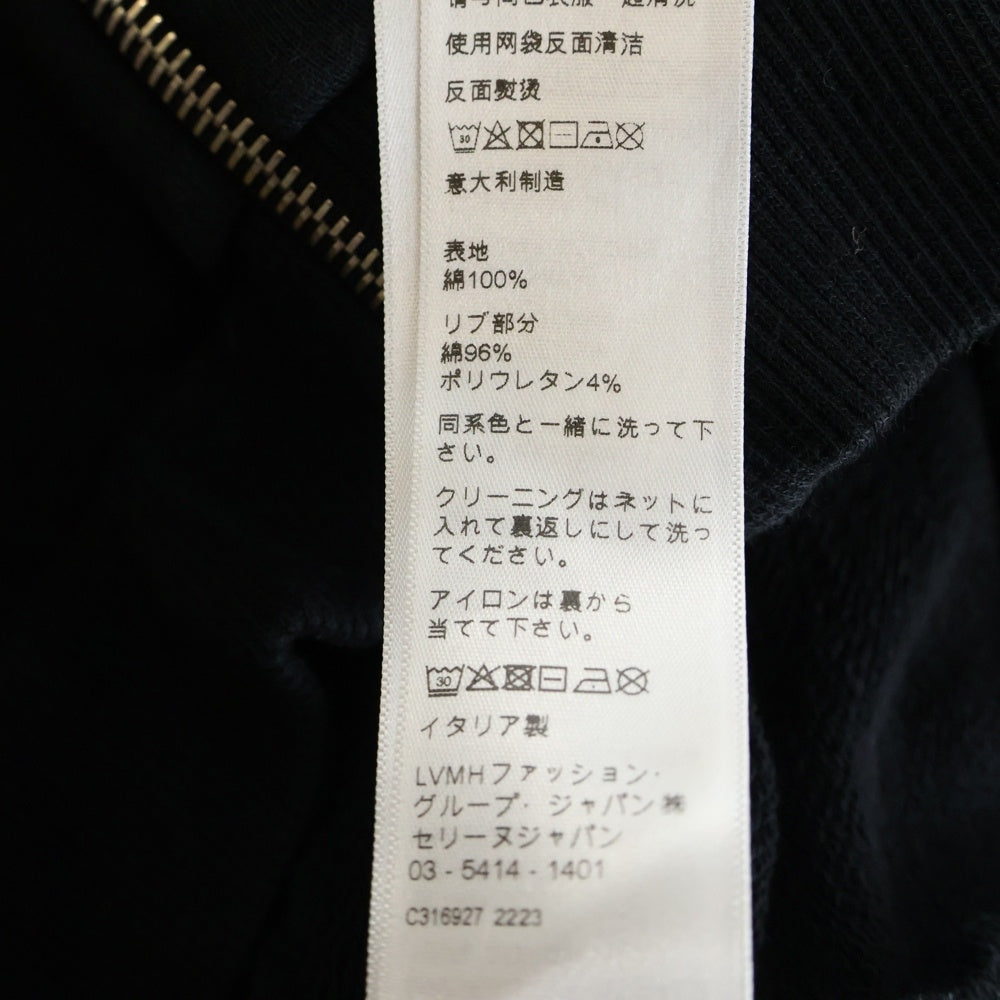 使用网袋反面清洁
反面熨烫
30
意大利制造
表地
綿100%
リブ部分
綿96%
ポリウレタン4%
同系色と一緒に洗って下
さい。
クリーニングはネットに
入れて裏返しにして洗っ
てください。
アイロンは裏から
当てて下さい。
30
イタリア製
LVMHファッション・
グループ・ジャパン㈱
セリーヌジャパン
03 - 5414 - 1401
C316927 2223